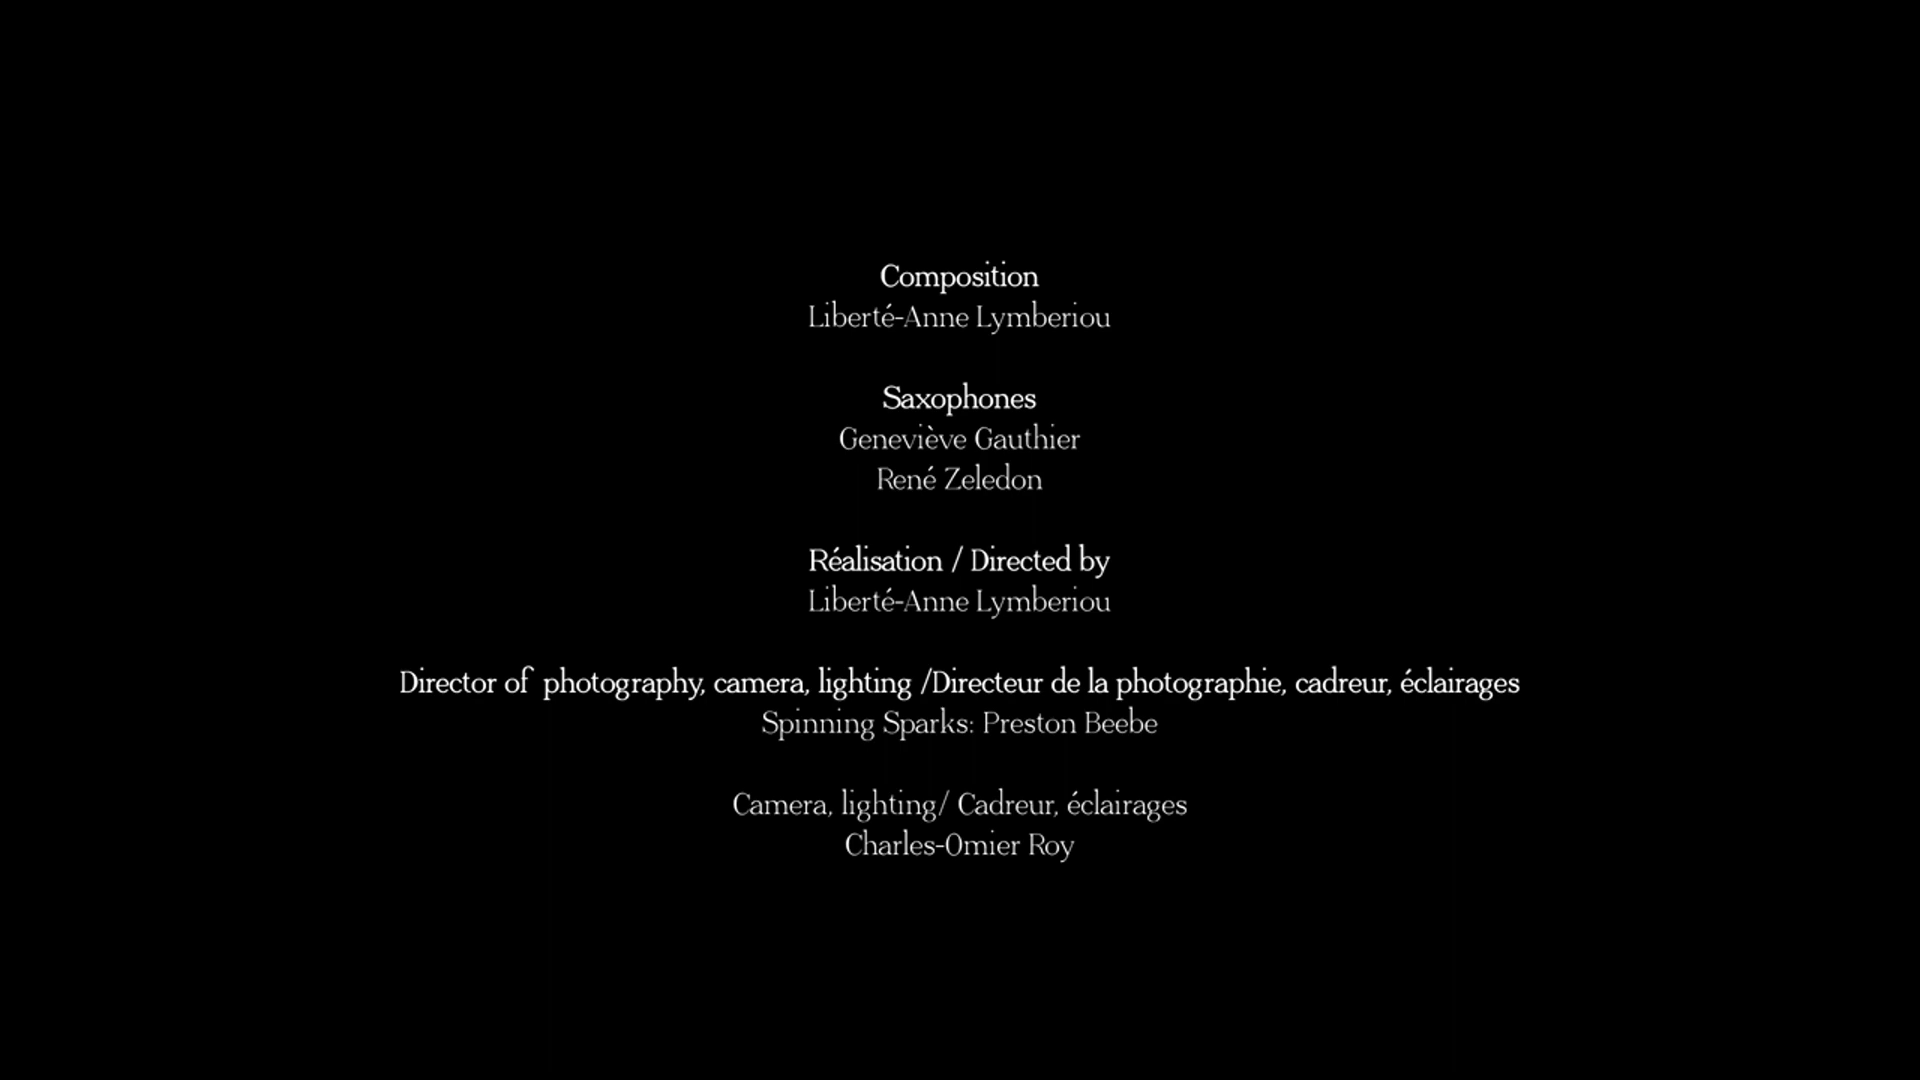 Composition
Liberté-Anne Lymberiou
Saxophones
Geneviève Gauthier
René Zeledon
Réalisation / Directed by
Liberté-Anne Lymberiou
Director of photography, camera, lighting /Directeur de la photographie, cadreur, éclairages
Spinning Sparks: Preston Beebe
Camera, lighting/ Cadreur, éclairages
Charles-Omier Roy